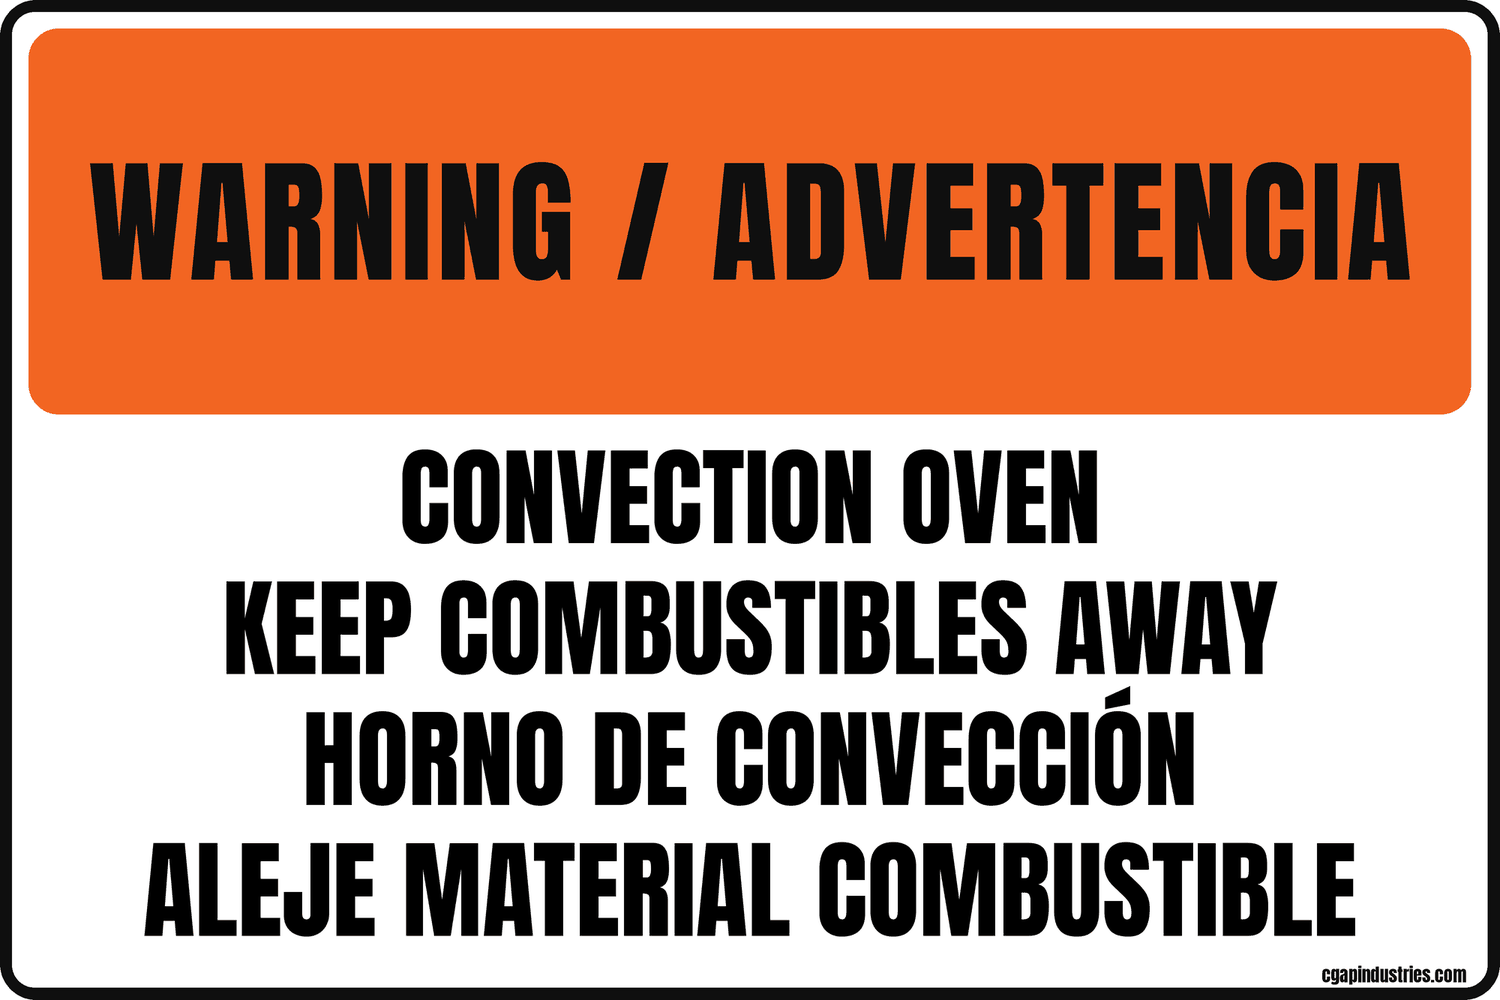 WARNING / ADVERTENCIA
CONVECTION OVEN
KEEP COMBUSTIBLES AWAY
HORNO DE CONVECCIÓN
ALEJE MATERIAL COMBUSTIBLE
cgapindustries.com